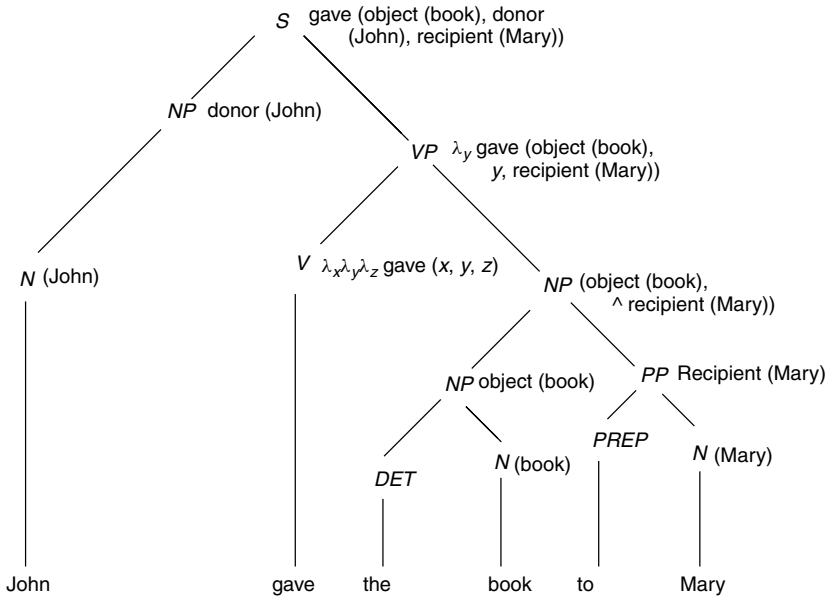 S gave (object (book), donor
(John), recipient (Mary))
NP donor (John)
VP λy gave (object (book),
y, recipient (Mary))
N (John)
V λxλyλz gave (x, y, z)
NP (object (book),
^ recipient (Mary))
NP object (book)
PP Recipient (Mary)
DET
N (book)
PREP
N (Mary)
John gave the book to Mary